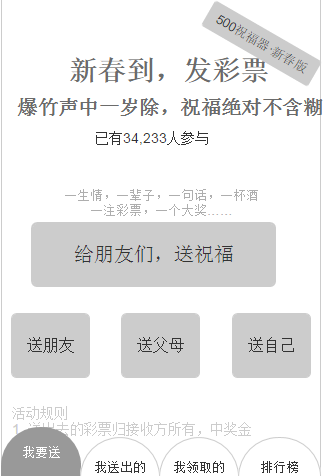 500祝福器·新春版
新春到，发彩票
爆竹声中一岁除，祝福绝对不含糊
已有34,233人参与
一生情，一辈子，一句话，一杯酒
一注彩票，一个大奖……
给朋友们，送祝福
送朋友
送父母
送自己
活动规则
1. 送出去的彩票归接收方所有，中奖金
我要送
我送出的
我领取的
排行榜